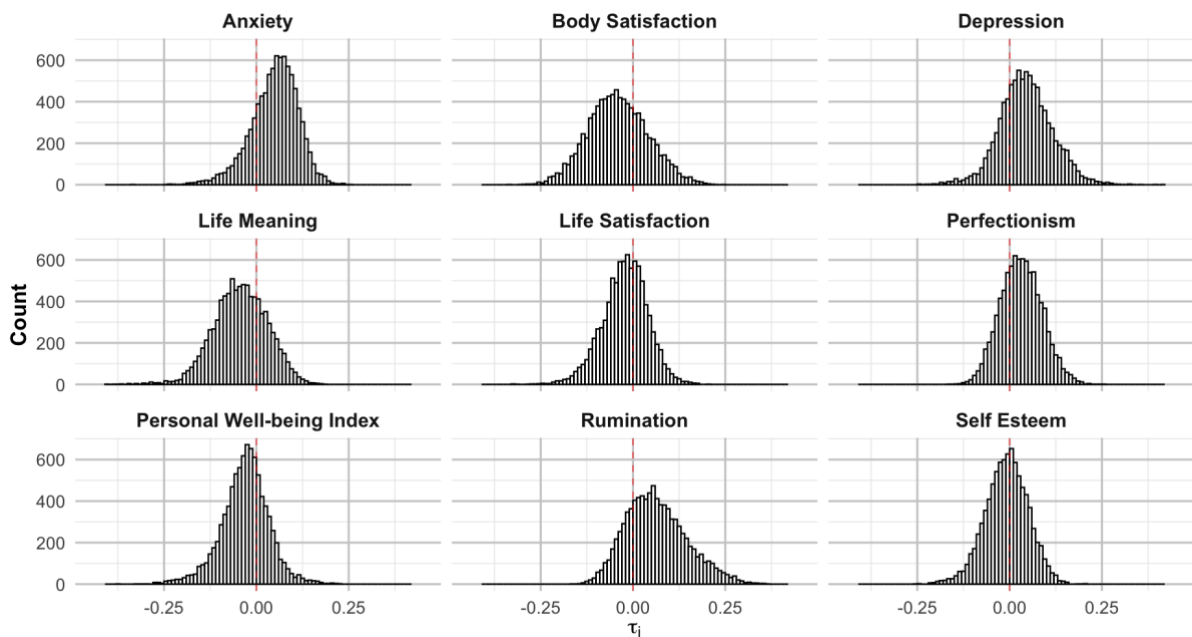 Anxiety
Body Satisfaction
Depression
600
400
200
0
Life Meaning
Life Satisfaction
Perfectionism
Count
600
400
200
0
Personal Well-being Index
Rumination
Self Esteem
600
400
200
0
-0.25 0.00 0.25
-0.25 0.00 0.25
-0.25 0.00 0.25
τi